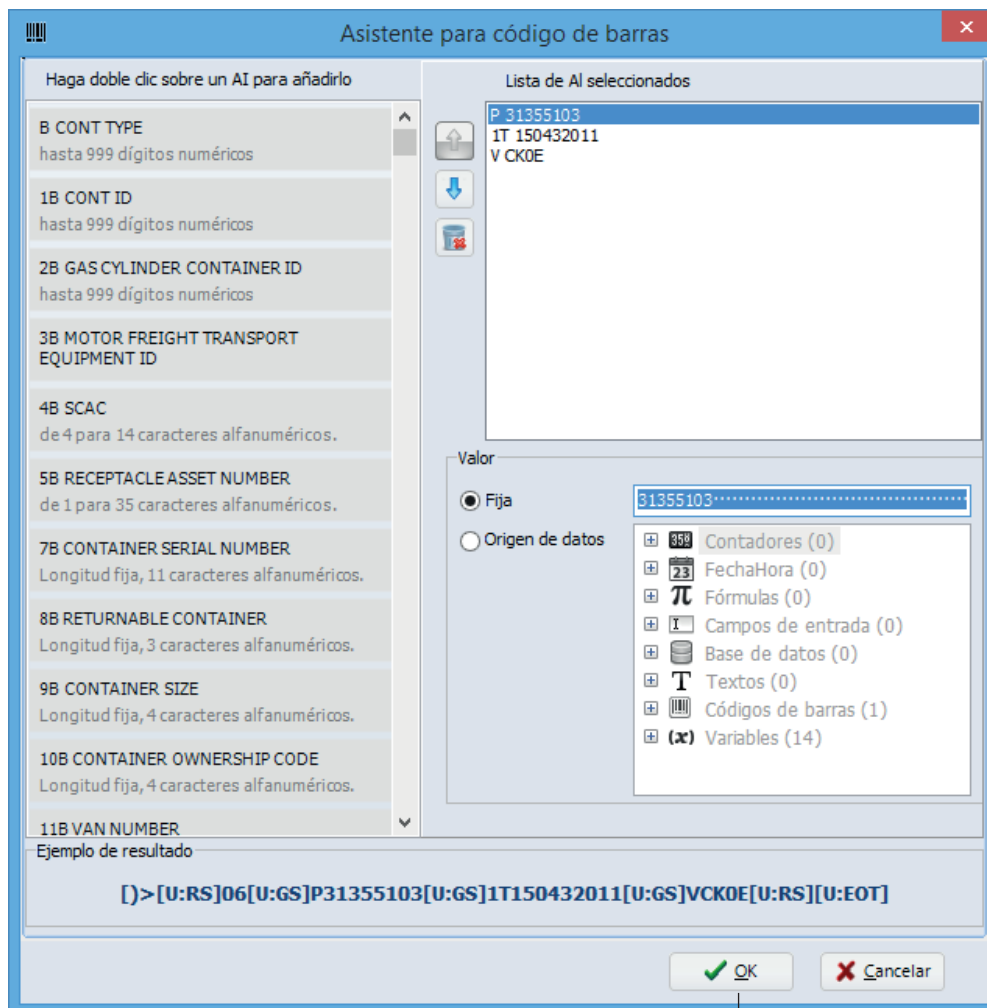 Asistente para código de barras
Haga doble clic sobre un AI para añadirlo
B CONT TYPE
hasta 999 dígitos numéricos
1B CONT ID
hasta 999 dígitos numéricos
2B GAS CYLINDER CONTAINER ID
hasta 999 dígitos numéricos
3B MOTOR FREIGHT TRANSPORT
EQUIPMENT ID
4B SCAC
de 4 para 14 caracteres alfanuméricos.
5B RECEPTACLE ASSET NUMBER
de 1 para 35 caracteres alfanuméricos.
7B CONTAINER SERIAL NUMBER
Longitud fija, 11 caracteres alfanuméricos.
8B RETURNABLE CONTAINER
Longitud fija, 3 caracteres alfanuméricos.
9B CONTAINER SIZE
Longitud fija, 4 caracteres alfanuméricos.
10B CONTAINER OWNERSHIP CODE
Longitud fija, 4 caracteres alfanuméricos.
11B VAN NUMBER
Lista de Al seleccionados
P 31355103
1T 150432011
V CK0E
Valor
Fija
31355103
Origen de datos
Contadores (0)
FechaHora (0)
Fórmulas (0)
Campos de entrada (0)
Base de datos (0)
Textos (0)
Códigos de barras (1)
Variables (14)
Ejemplo de resultado
[)>[U:RS]06[U:GS]P31355103[U:GS]1T150432011[U:GS]VCK0E[U:RS][U:EOT]
OK
Cancelar